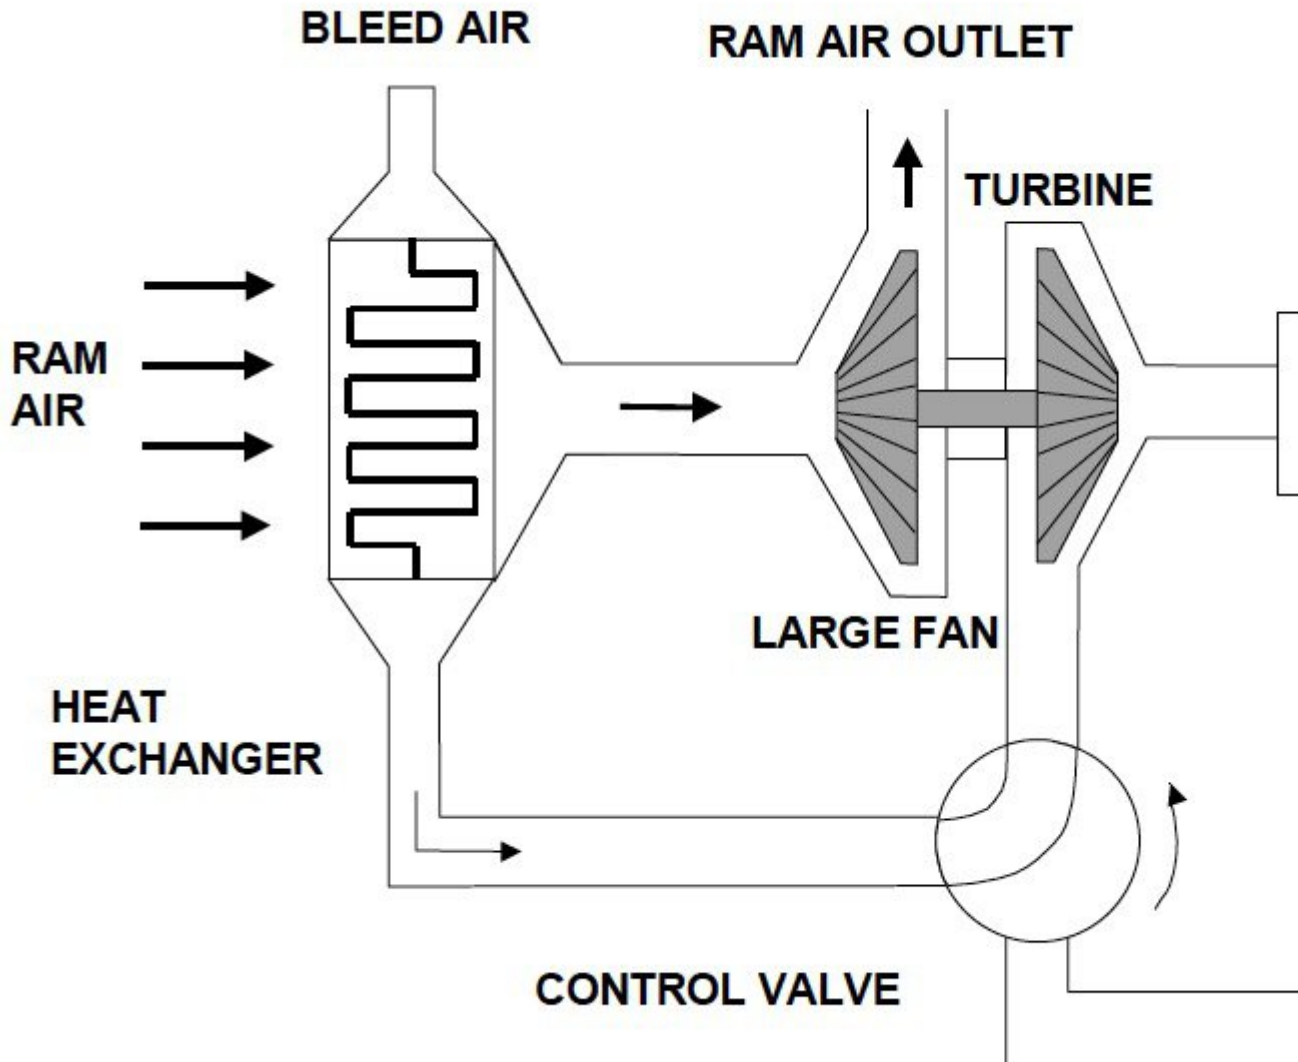 BLEED AIR
RAM AIR OUTLET
TURBINE
RAM
AIR
LARGE FAN
HEAT
EXCHANGER
CONTROL VALVE